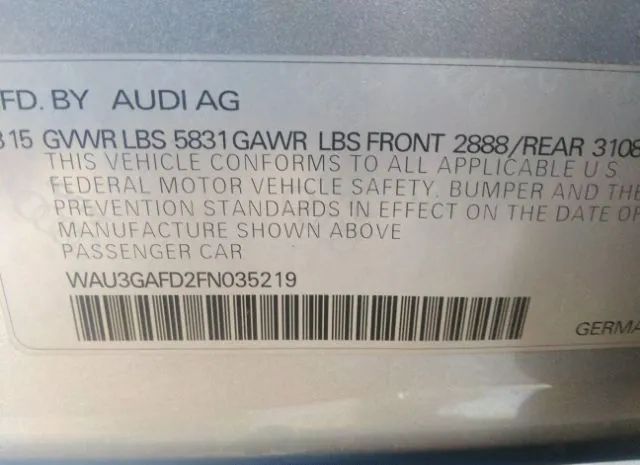 FD. BY AUDI AG
315 GVWR LBS 5831 GAWR LBS FRONT 2888/REAR 3108
THIS VEHICLE CONFORMS TO ALL APPLICABLE U S
FEDERAL MOTOR VEHICLE SAFETY. BUMPER AND THE
PREVENTION STANDARDS IN EFFECT ON THE DATE OF
MANUFACTURE SHOWN ABOVE
PASSENGER CAR
WAU3GAFD2FN035219
GERMA